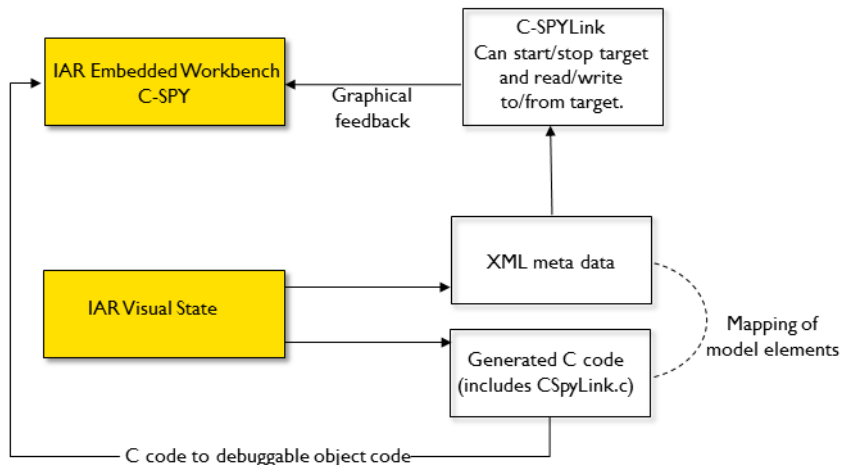 C-SPYLink
Can start/stop target
and read/write
to/from target.
IAR Embedded Workbench
C-SPY
Graphical
feedback
XML meta data
IAR Visual State
Mapping of
model elements
Generated C code
(includes CSpyLink.c)
C code to debuggable object code